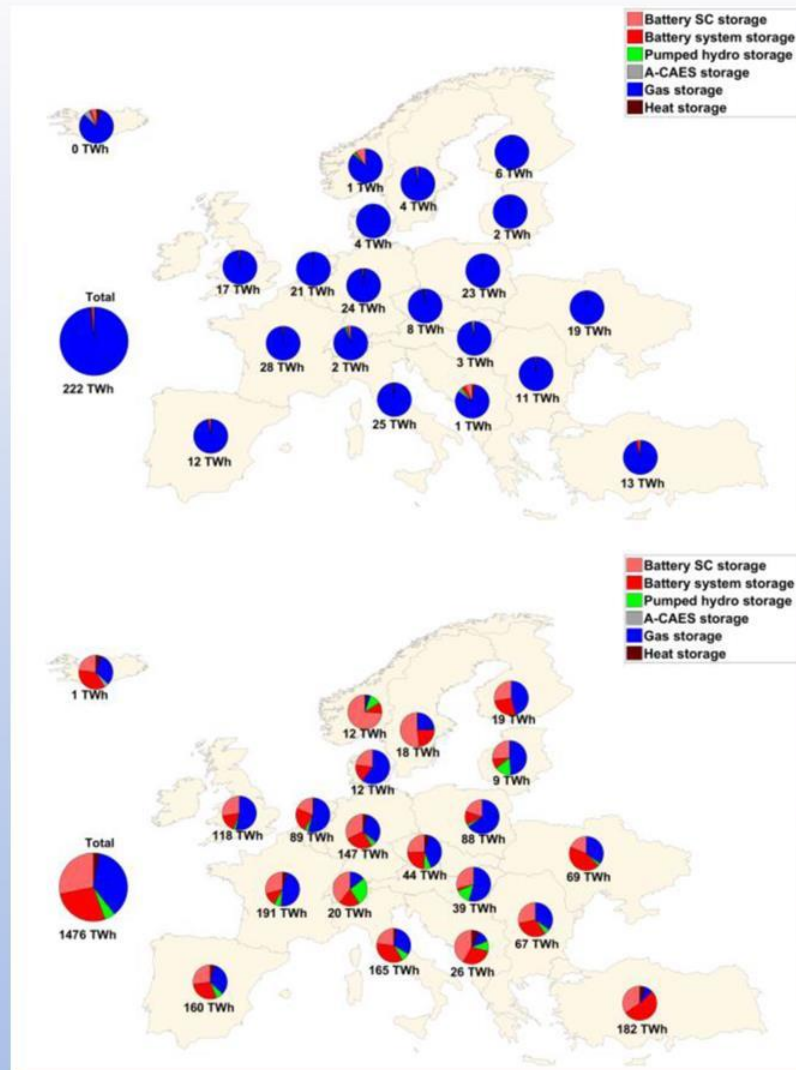 Battery SC storage
Battery system storage
Pumped hydro storage
A-CAES storage
Gas storage
Heat storage
0 TWh
1 TWh
4 TWh
6 TWh
4 TWh
2 TWh
17 TWh
21 TWh
24 TWh
23 TWh
8 TWh
19 TWh
Total
222 TWh
28 TWh
2 TWh
3 TWh
11 TWh
25 TWh
1 TWh
12 TWh
13 TWh
Battery SC storage
Battery system storage
Pumped hydro storage
A-CAES storage
Gas storage
Heat storage
1 TWh
12 TWh
18 TWh
19 TWh
12 TWh
9 TWh
118 TWh
89 TWh
147 TWh
88 TWh
44 TWh
69 TWh
Total
1476 TWh
191 TWh
20 TWh
39 TWh
67 TWh
165 TWh
26 TWh
160 TWh
182 TWh